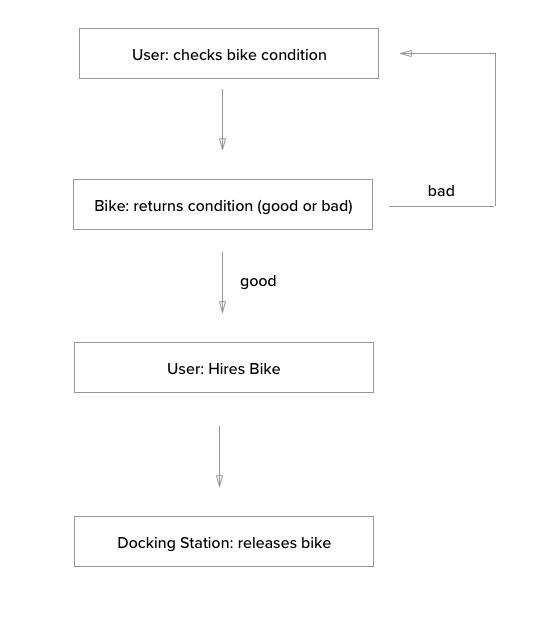 User: checks bike condition
bad
Bike: returns condition (good or bad)
good
User: Hires Bike
Docking Station: releases bike